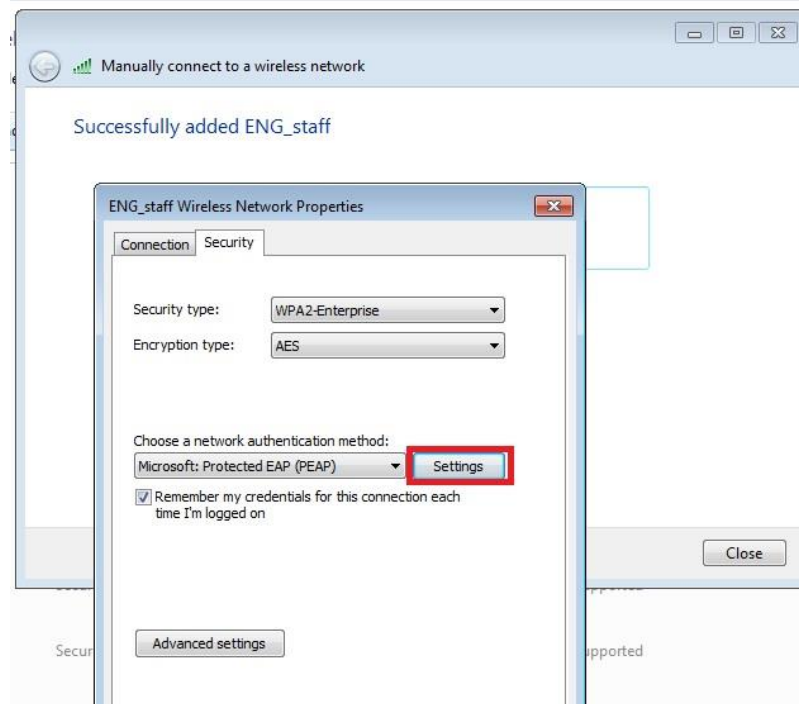 Manually connect to a wireless network
Successfully added ENG_staff
ENG_staff Wireless Network Properties
Connection Security
Security type: WPA2-Enterprise
Encryption type: AES
Choose a network authentication method:
Microsoft: Protected EAP (PEAP) Settings
Remember my credentials for this connection each
time I'm logged on
Close
Advanced settings